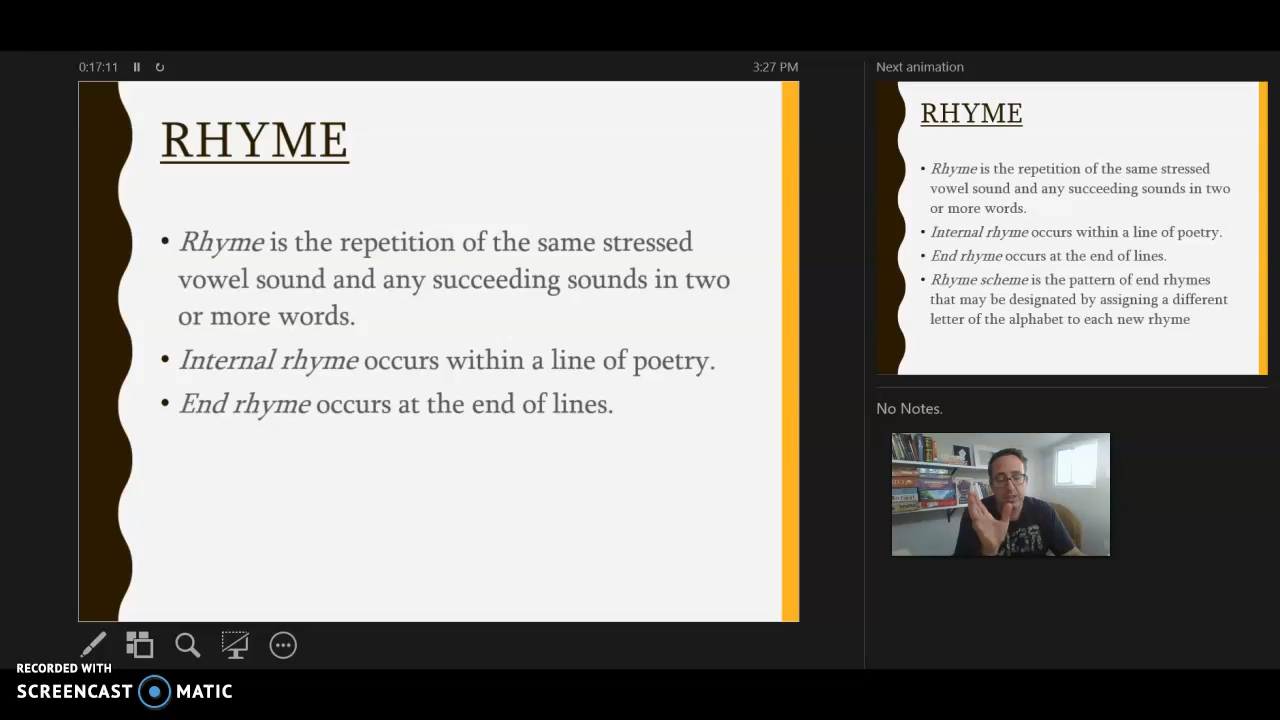 0:17:11
3:27 PM
RHYME
• Rhyme is the repetition of the same stressed
vowel sound and any succeeding sounds in two
or more words.
• Internal rhyme occurs within a line of poetry.
• End rhyme occurs at the end of lines.
Next animation
RHYME
• Rhyme is the repetition of the same stressed
vowel sound and any succeeding sounds in two
or more words.
• Internal rhyme occurs within a line of poetry.
• End rhyme occurs at the end of lines.
• Rhyme scheme is the pattern of end rhymes
that may be designated by assigning a different
letter of the alphabet to each new rhyme
No Notes.
RECORDED WITH
SCREENCAST MATIC